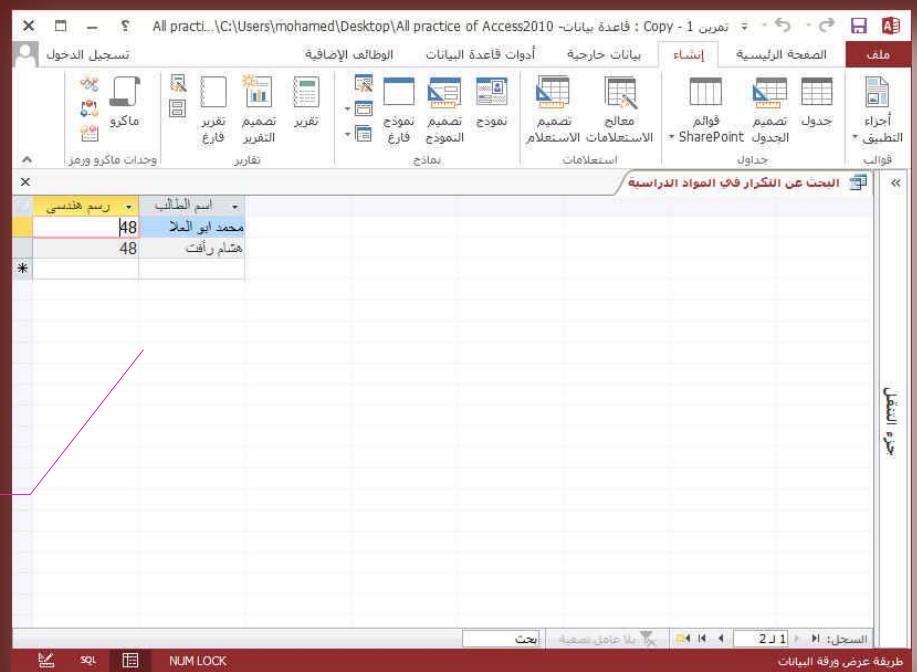 تمرين 1 - Copy : قاعدة بيانات- All practi...\C:\Users\mohamed\Desktop\All practice of Access2010
ملف الصفحة الرئيسية إنشاء بيانات خارجية أدوات قاعدة البيانات الوظائف الإضافية تسجيل الدخول
أجزاء التطبيق
جدول
تصميم الجدول
قوائم SharePoint
معالج الاستعلامات
تصميم الاستعلام
نموذج
تصميم النموذج
نموذج فارغ
تقرير
تصميم التقرير
تقرير فارغ
ماكرو
قوالب جداول استعلامات نماذج تقارير وحدات ماكرو ورمز
البحث عن التكرار في المواد الدراسية
اسم الطالب رسم هندسى
محمد ابو العلا 48
هشام رأفت 48
جزء التنقل
السجل: 1 لـ 2 بلا عامل تصفية بحث
طريقة عرض ورقة البيانات NUM LOCK SQL